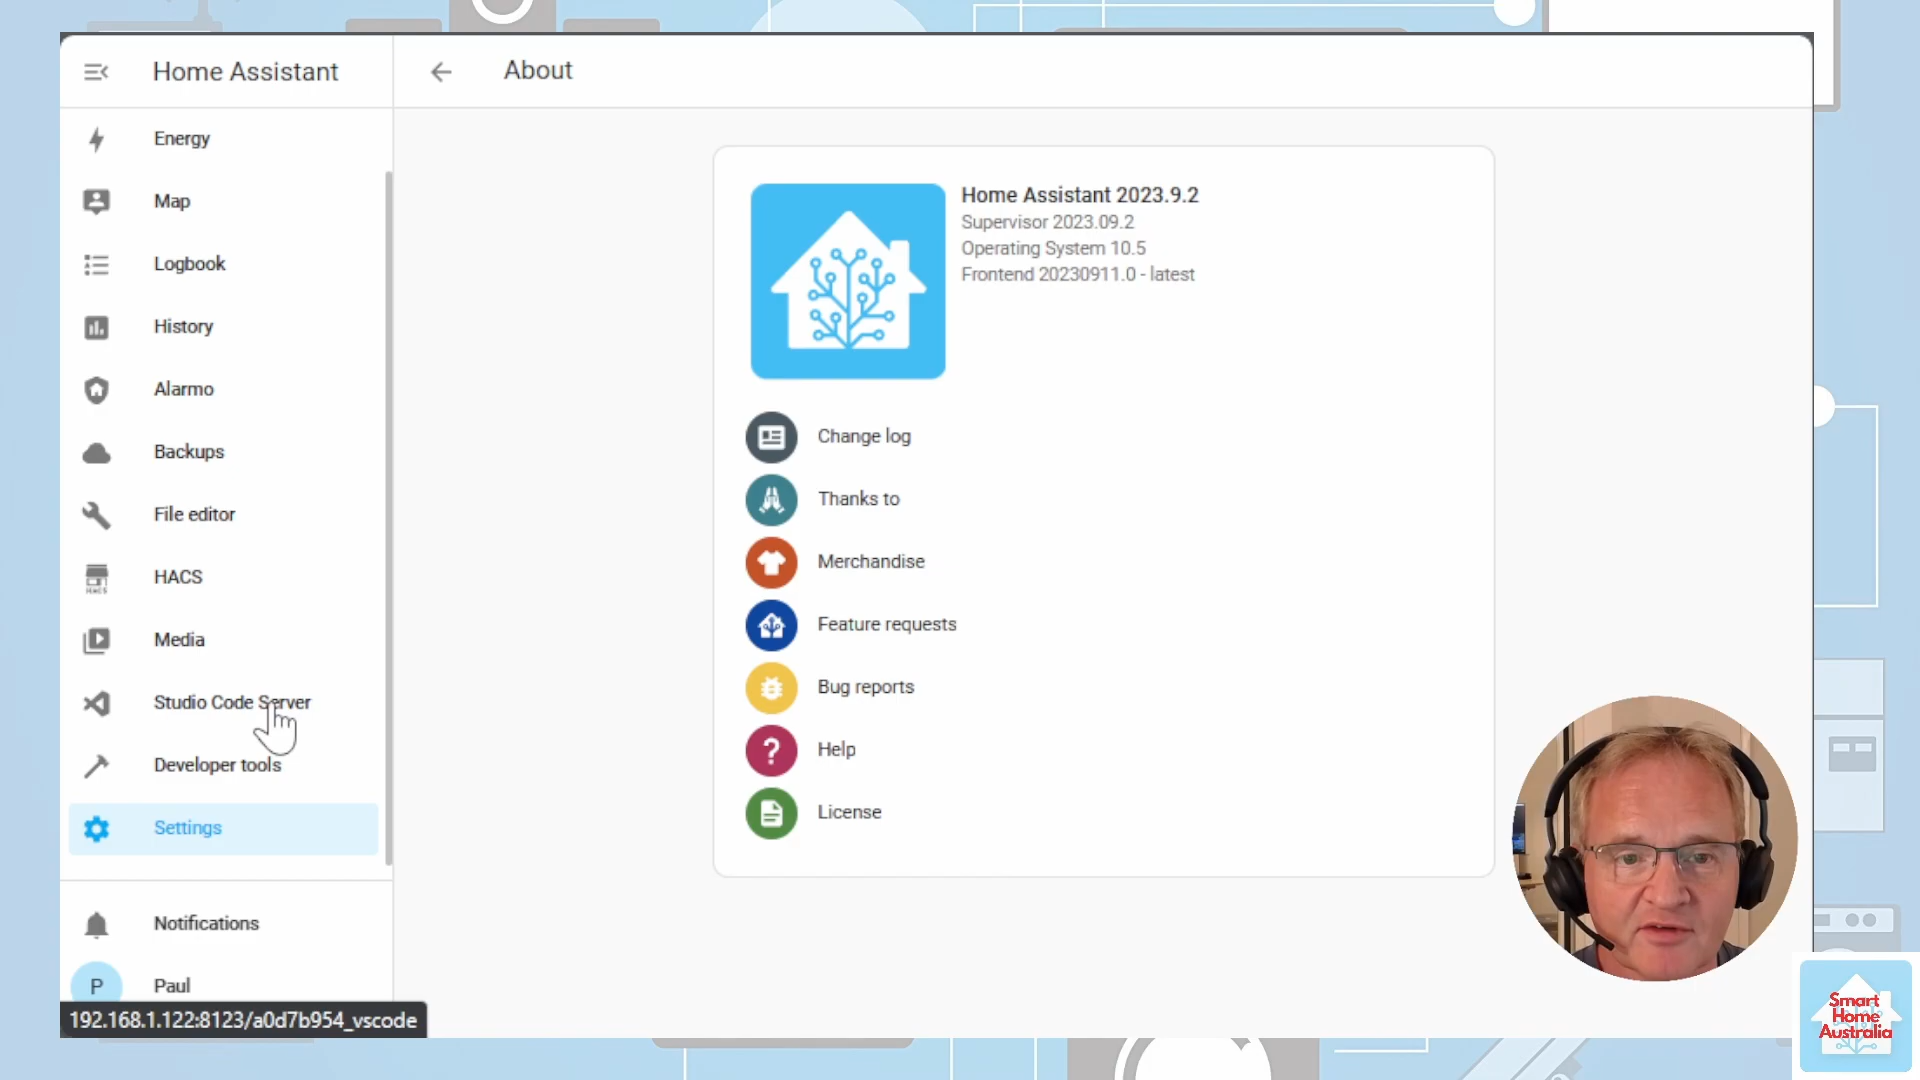 Home Assistant
About
Energy
Map
Logbook
History
Alarmo
Backups
File editor
HACS
HACS
Media
Studio Code Server
Developer tools
Settings
Notifications
P
Paul
192.168.1.122:8123/a0d7b954_vscode
Home Assistant 2023.9.2
Supervisor 2023.09.2
Operating System 10.5
Frontend 20230911.0 - latest
Change log
Thanks to
Merchandise
Feature requests
Bug reports
?
Help
License
Smart
Home
Australia